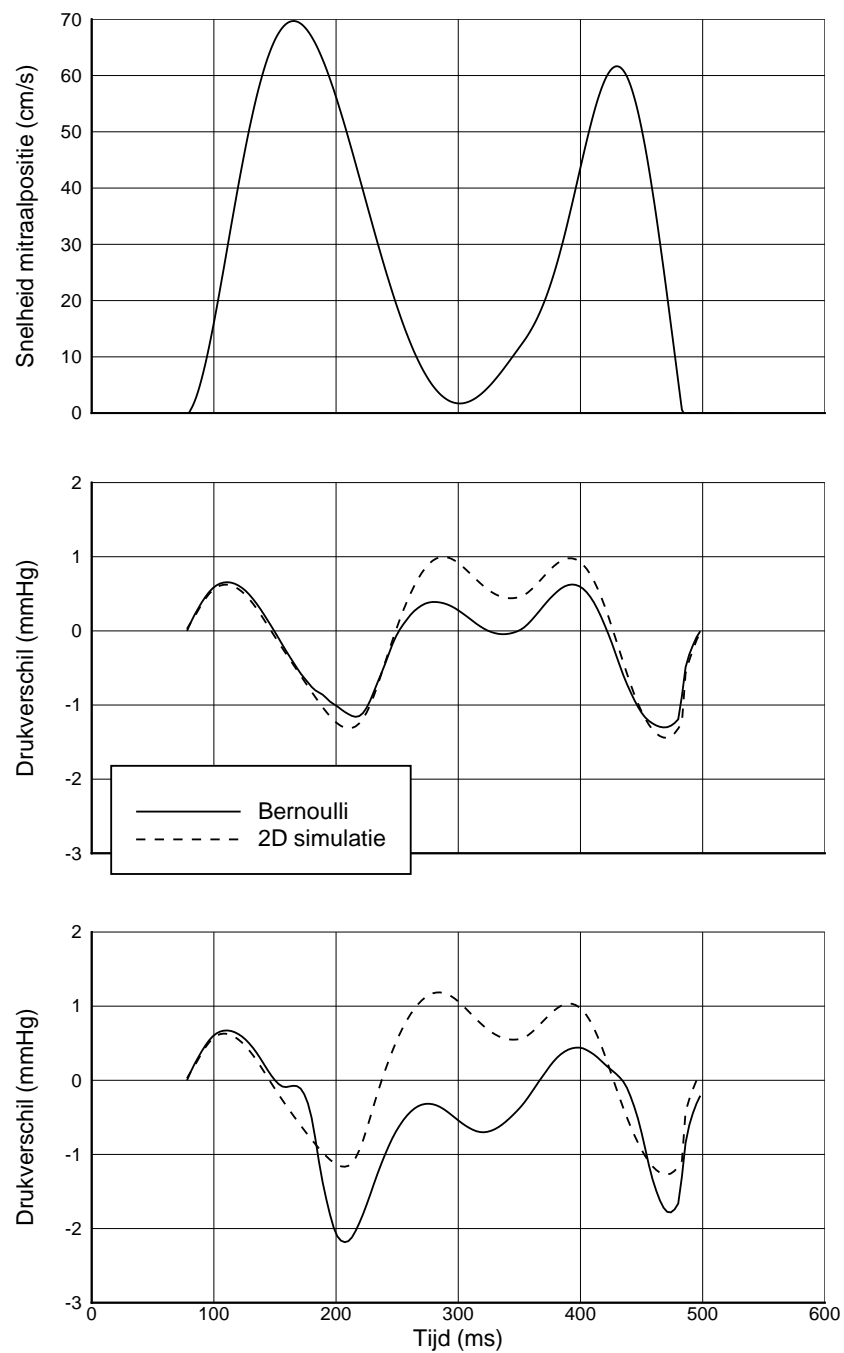 70
60
50
40
30
20
10
0
Snelheid mitraalpositie (cm/s)
2
1
0
-1
-2
-3
Drukverschil (mmHg)
Bernoulli
2D simulatie
2
1
0
-1
-2
-3
Drukverschil (mmHg)
0 100 200 300 400 500 600
Tijd (ms)